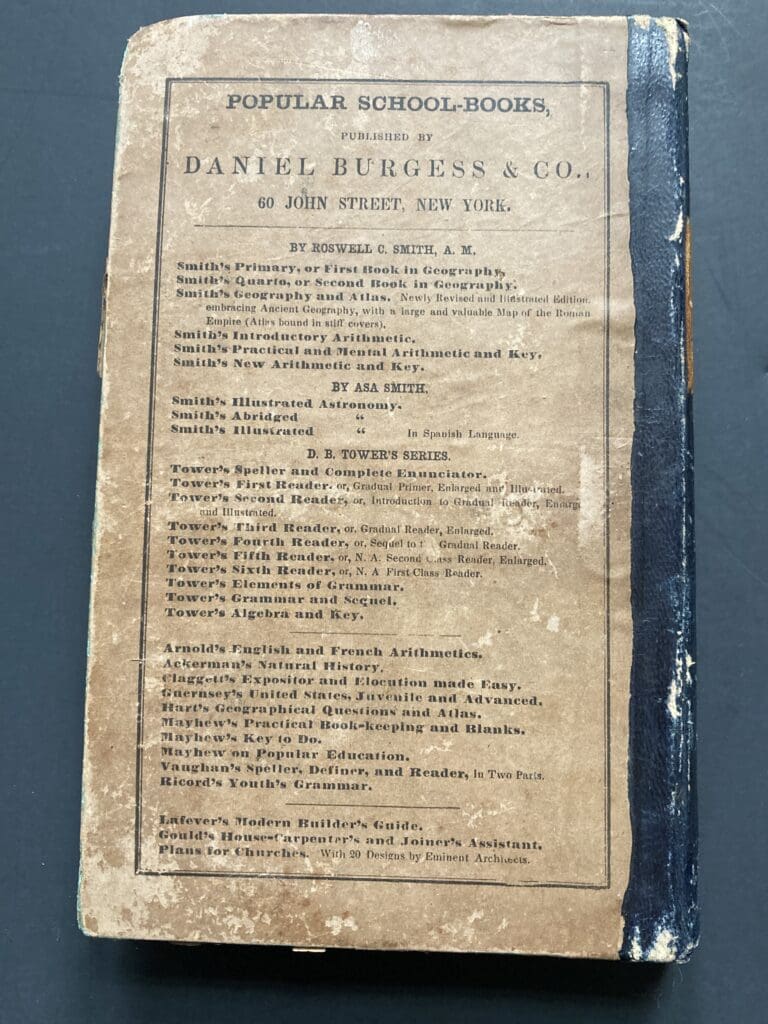 POPULAR SCHOOL-BOOKS,
PUBLISHED BY
DANIEL BURGESS & CO.,
60 JOHN STREET, NEW YORK.
BY ROSWELL C. SMITH, A. M.
Smith's Primary, or First Book in Geography,
Smith's Quarto, or Second Book in Geography.
Smith's Geography and Atlas. Newly Revised and Illustrated Edition,
embracing Ancient Geography, with a large and valuable Map of the Roman
Empire (Atlas bound in stiff covers).
Smith's Introductory Arithmetic.
Smith's Practical and Mental Arithmetic and Key.
Smith's New Arithmetic and Key.
BY ASA SMITH.
Smith's Illustrated Astronomy.
Smith's Abridged "
Smith's Illustrated " In Spanish Language.
D. B. TOWER'S SERIES.
Tower's Speller and Complete Enunciator.
Tower's First Reader, or, Gradual Primer, Enlarged and Illustrated.
Tower's Second Reader, or, Introduction to Gradual Reader,
and Illustrated.
Tower's Third Reader, or, Gradual Reader, Enlarged.
Tower's Fourth Reader, or, Sequel to Gradual Reader.
Tower's Fifth Reader, or, N. A. Second Class Reader, Enlarged.
Tower's Sixth Reader, or, N. A First Class Reader.
Tower's Elements of Grammar.
Tower's Grammar and Sequel.
Tower's Algebra and Key.
Arnold's English and French Arithmetics.
Ackerman's Natural History.
Claggett's Expositor and Elocution made Easy.
Guernsey's United States, Juvenile and Advanced.
Hart's Geographical Questions and Atlas.
Mayhew's Practical Book-keeping and Blanks.
Mayhew's Key to Do.
Mayhew on Popular Education.
Vaughan's Speller, Definer, and Reader, in Two Parts.
Ricord's Youth's Grammar.
Lafever's Modern Builder's Guide.
Gould's House-Carpenter's and Joiner's Assistant.
Plans for Churches. With 20 Designs by Eminent Architects.